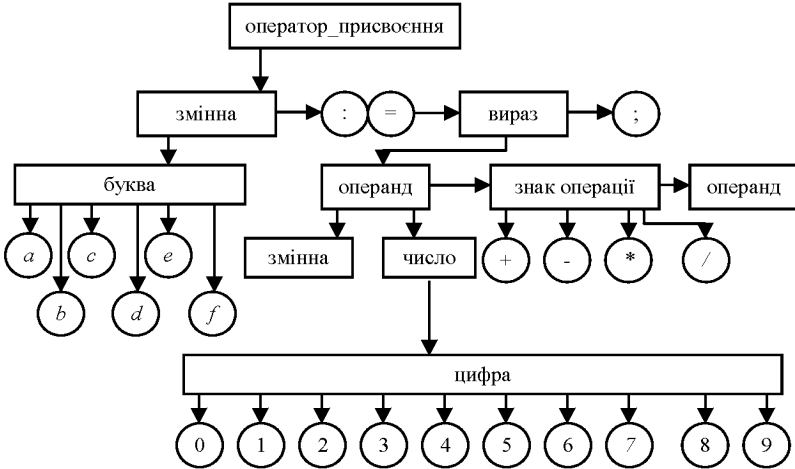 оператор_присвоєння
змінна : = вираз ;
буква операнд знак операції операнд
a c e змінна число + - * /
b d f
цифра
0 1 2 3 4 5 6 7 8 9